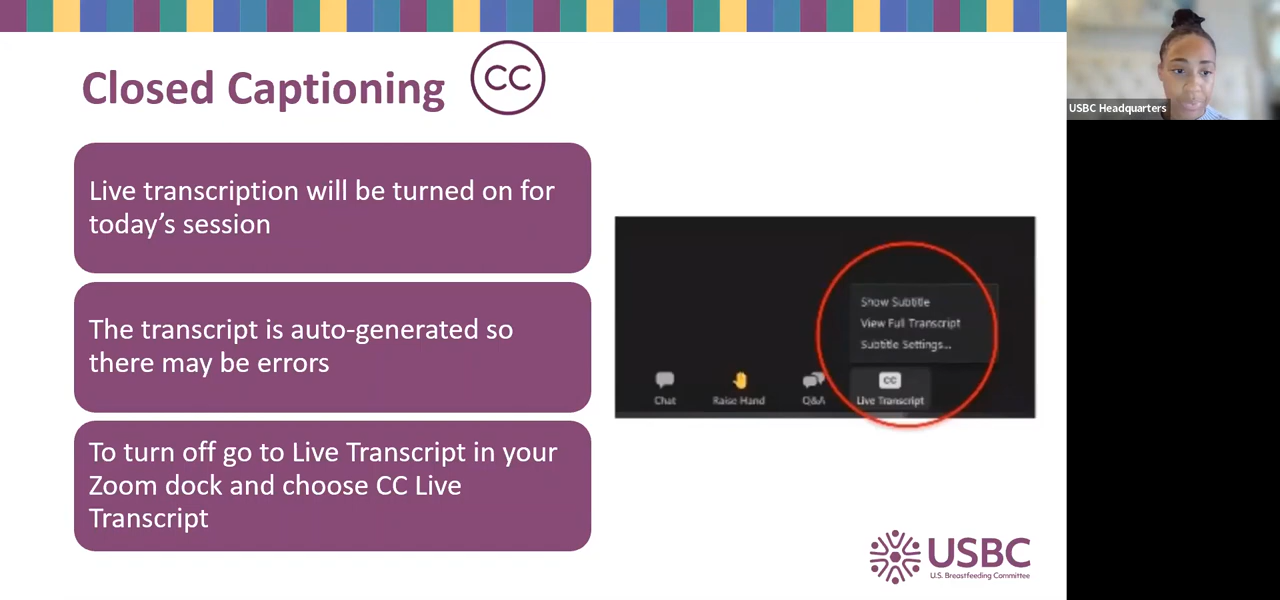 Closed Captioning
CC
Live transcription will be turned on for
today’s session
The transcript is auto-generated so
there may be errors
To turn off go to Live Transcript in your
Zoom dock and choose CC Live
Transcript
Show Subtitle
View Full Transcript
Subtitle Settings...
CC
Chat Raise Hand Q&A Live Transcript
USBC
U.S. Breastfeeding Committee
USBC Headquarters